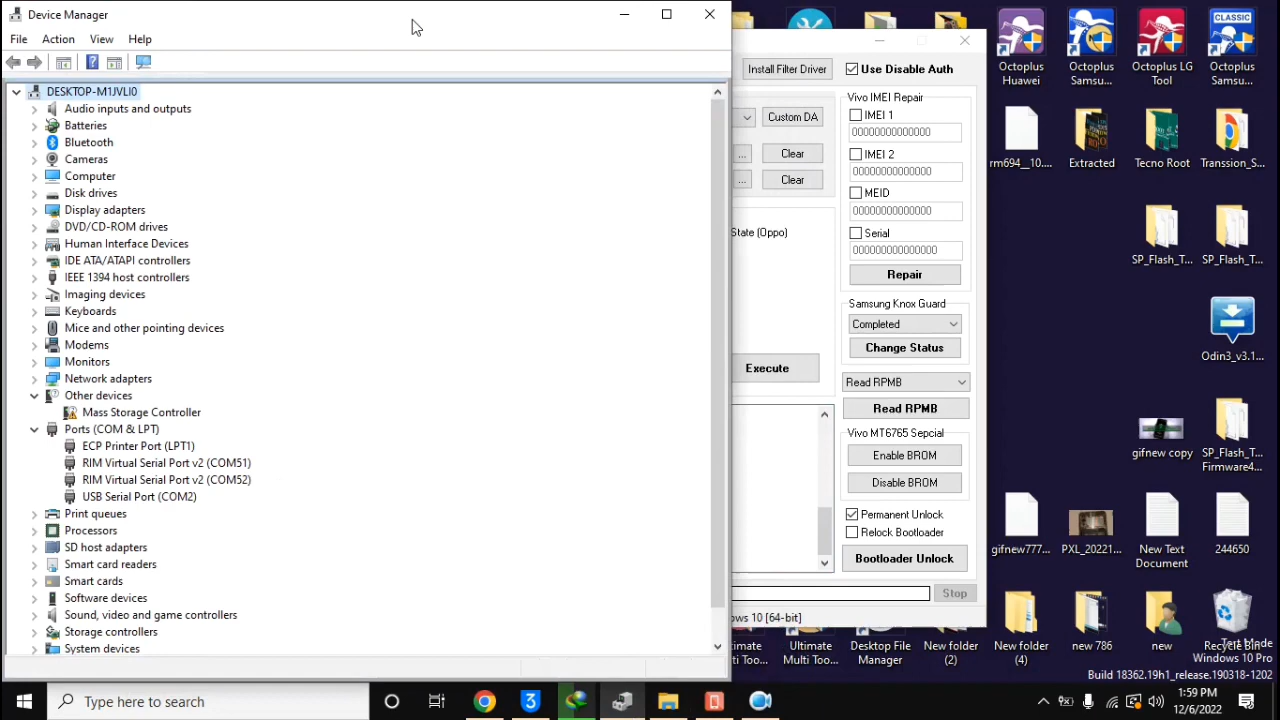 Device Manager
File Action View Help
DESKTOP-M1JVLI0
Audio inputs and outputs
Batteries
Bluetooth
Cameras
Computer
Disk drives
Display adapters
DVD/CD-ROM drives
Human Interface Devices
IDE ATA/ATAPI controllers
IEEE 1394 host controllers
Imaging devices
Keyboards
Mice and other pointing devices
Modems
Monitors
Network adapters
Other devices
Mass Storage Controller
Ports (COM & LPT)
ECP Printer Port (LPT1)
RIM Virtual Serial Port v2 (COM51)
RIM Virtual Serial Port v2 (COM52)
USB Serial Port (COM2)
Print queues
Processors
SD host adapters
Smart card readers
Smart cards
Software devices
Sound, video and game controllers
Storage controllers
System devices
Install Filter Driver
Use Disable Auth
Custom DA
... Clear
... Clear
State (Oppo)
Execute
Vivo IMEI Repair
IMEI 1
00000000000000
IMEI 2
00000000000000
MEID
00000000000000
Serial
000000000000000
Repair
Samsung Knox Guard
Completed
Change Status
Read RPMB
Read RPMB
Vivo MT6765 Sepcial
Enable BROM
Disable BROM
Permanent Unlock
Relock Bootloader
Bootloader Unlock
Stop
ows 10 [64-bit]
Octoplus
Huawei
Octoplus
Samsu...
Octoplus LG
Tool
CLASSIC
Octoplus
Samsu...
rm694__10....
Extracted
Tecno Root
Transsion_S...
SP_Flash_T...
SP_Flash_T...
Odin3_v3.1...
gifnew copy
SP_Flash_T...
Firmware4...
gifnew777...
PXL_20221...
New Text
Document
244650
timate
Multi Too...
Ultimate
Multi Too...
Desktop File
Manager
New folder
(2)
New folder
(4)
new 786
new
Recycle Bin
Test Mode
Windows 10 Pro
Build 18362.19h1_release.190318-1202
Type here to search
3
1:59 PM
12/6/2022